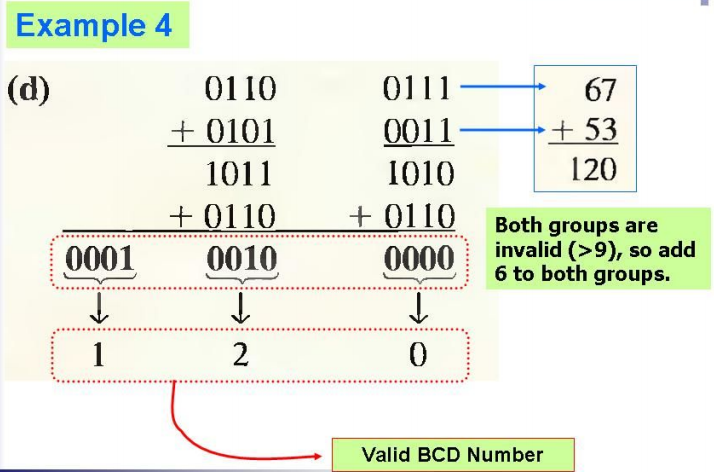 Example 4
(d) 0110 0111 67
+ 0101 0011 + 53
1011 1010 120
+ 0110 + 0110
Both groups are
invalid (>9), so add
6 to both groups.
0001 0010 0000
1 2 0
Valid BCD Number